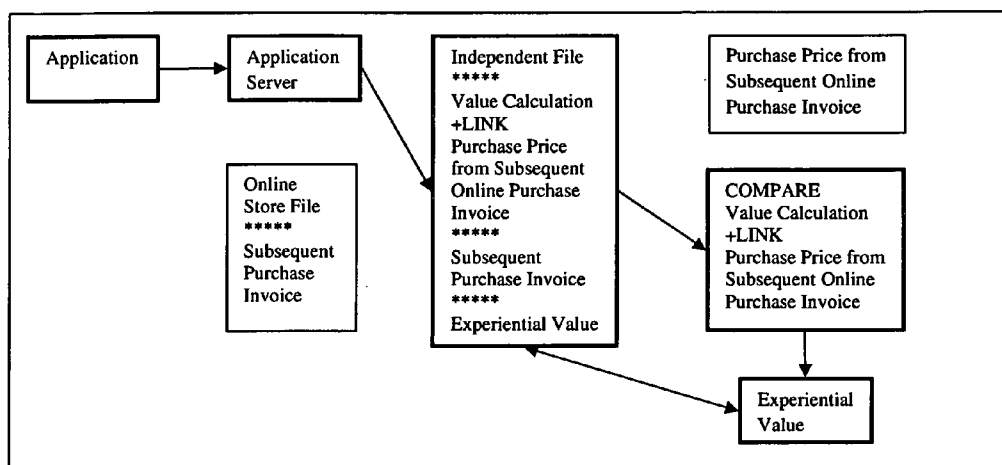 Application
Application
Server
Independent File
*****
Value Calculation
+LINK
Purchase Price
from Subsequent
Online Purchase
Invoice
*****
Subsequent
Purchase Invoice
*****
Experiential Value
Purchase Price from
Subsequent Online
Purchase Invoice
Online
Store File
*****
Subsequent
Purchase
Invoice
COMPARE
Value Calculation
+LINK
Purchase Price from
Subsequent Online
Purchase Invoice
Experiential
Value